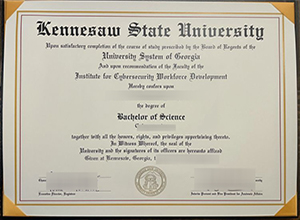 Kennesaw State University
Upon satisfactory completion of the course of study prescribed by the Board of Regents of the
University System of Georgia
And upon recommendation of the Faculty of the
Institute for Cybersecurity Workforce Development
Hereby confers upon
the degree of
Bachelor of Science
together with all the honors, rights, and privileges appertaining thereto.
In Witness Whereof, the seal of the
University and the signatures of its officers are hereunto affixed
Given at Kennesaw, Georgia,